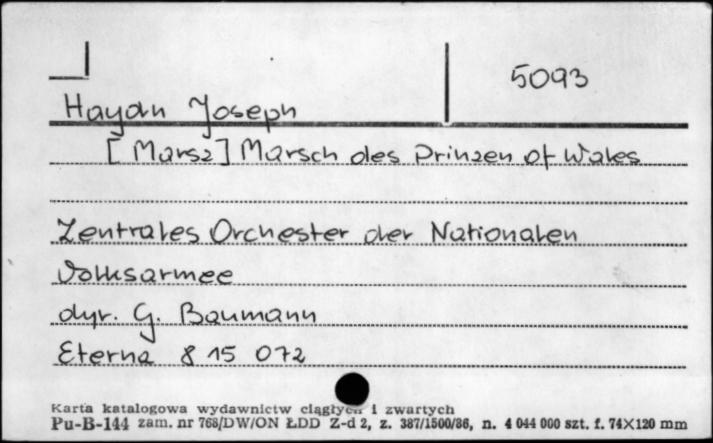 5093
Haydn Joseph
[Marsz] Marsch des Prinzen of Wales
Zentrales Orchester der Nationalen
Volksarmee
dyr. G. Baumann
Eterna 8 15 072
Karta katalogowa wydawnictw ciągłych i zwartych
Pu-B-144 zam. nr 768/DW/ON ŁDD Z-d 2, z. 387/1500/86, n. 4 044 000 szt. f. 74X120 mm